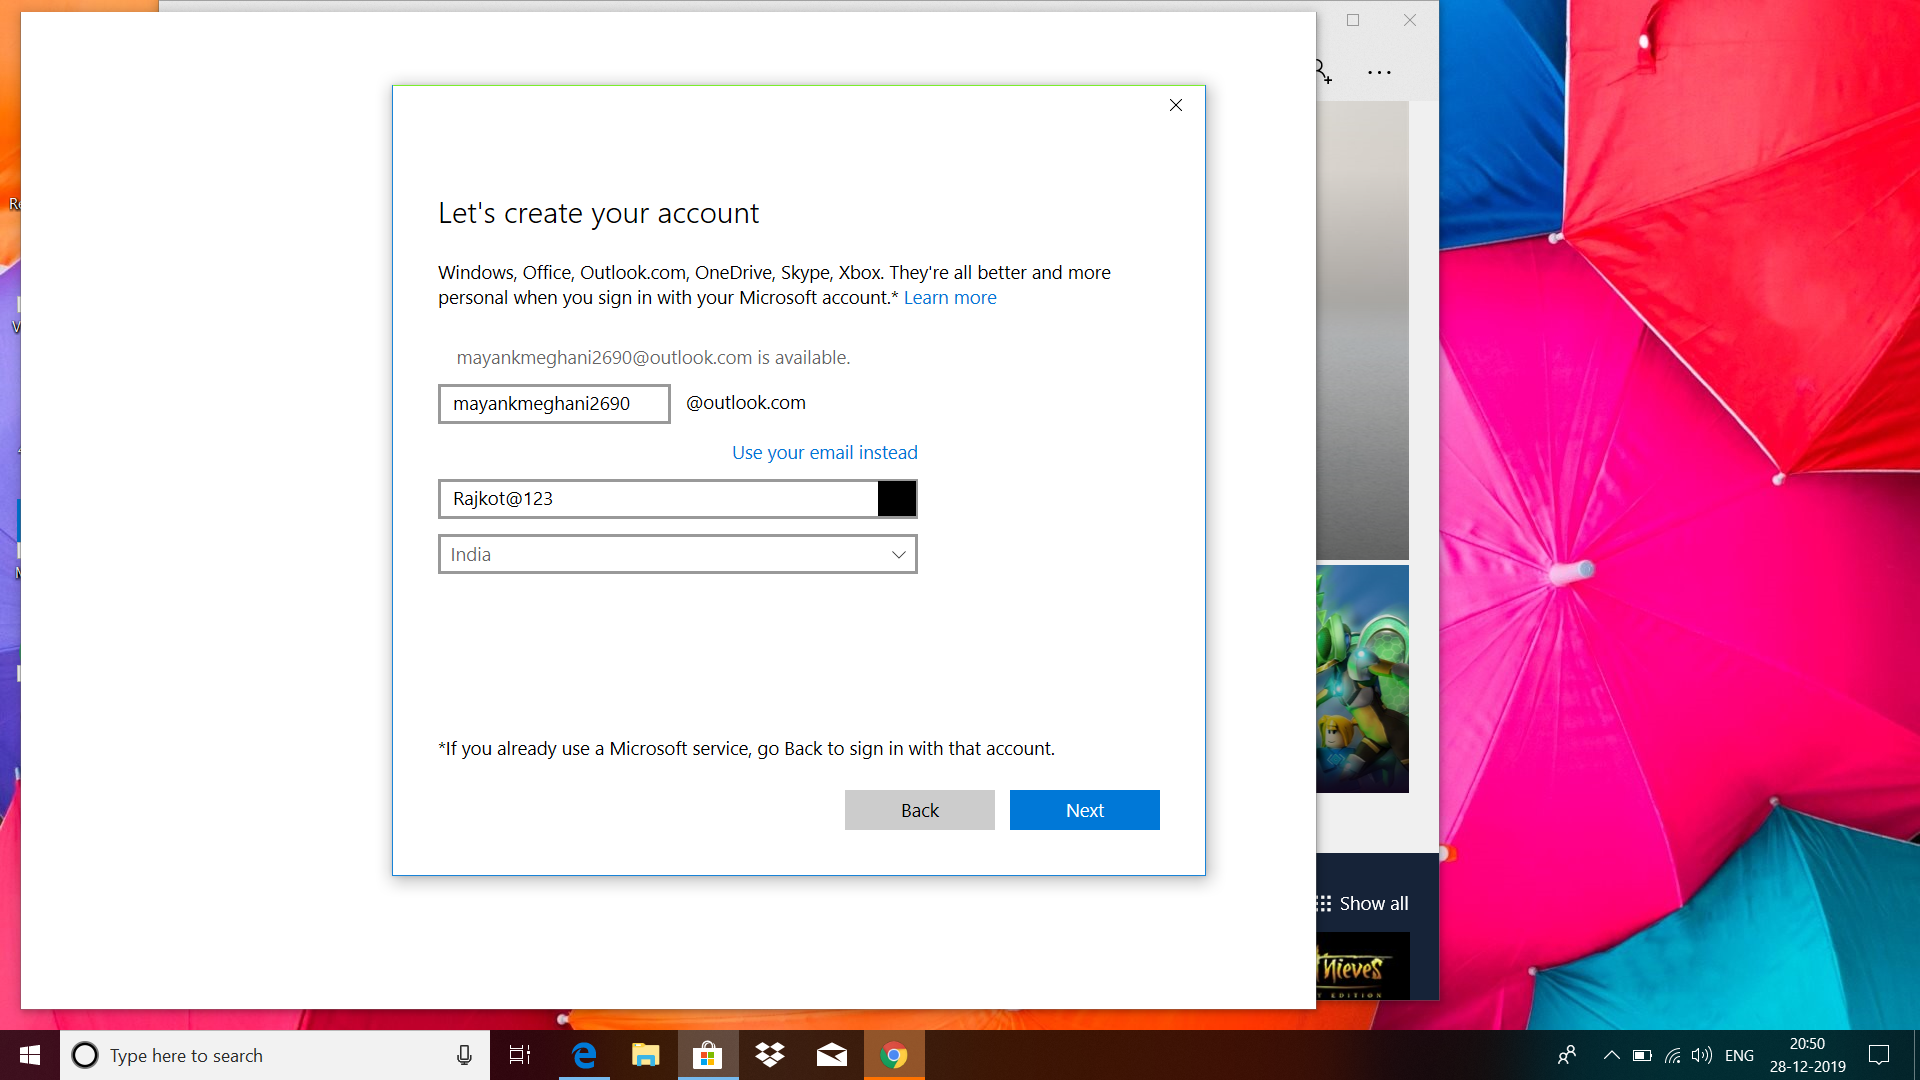 Let's create your account
Windows, Office, Outlook.com, OneDrive, Skype, Xbox. They're all better and more
personal when you sign in with your Microsoft account.* Learn more
mayankmeghani2690@outlook.com is available.
mayankmeghani2690 @outlook.com
Use your email instead
Rajkot@123
India
*If you already use a Microsoft service, go Back to sign in with that account.
Back Next
Show all
EDITION
Type here to search
ENG
20:50
28-12-2019